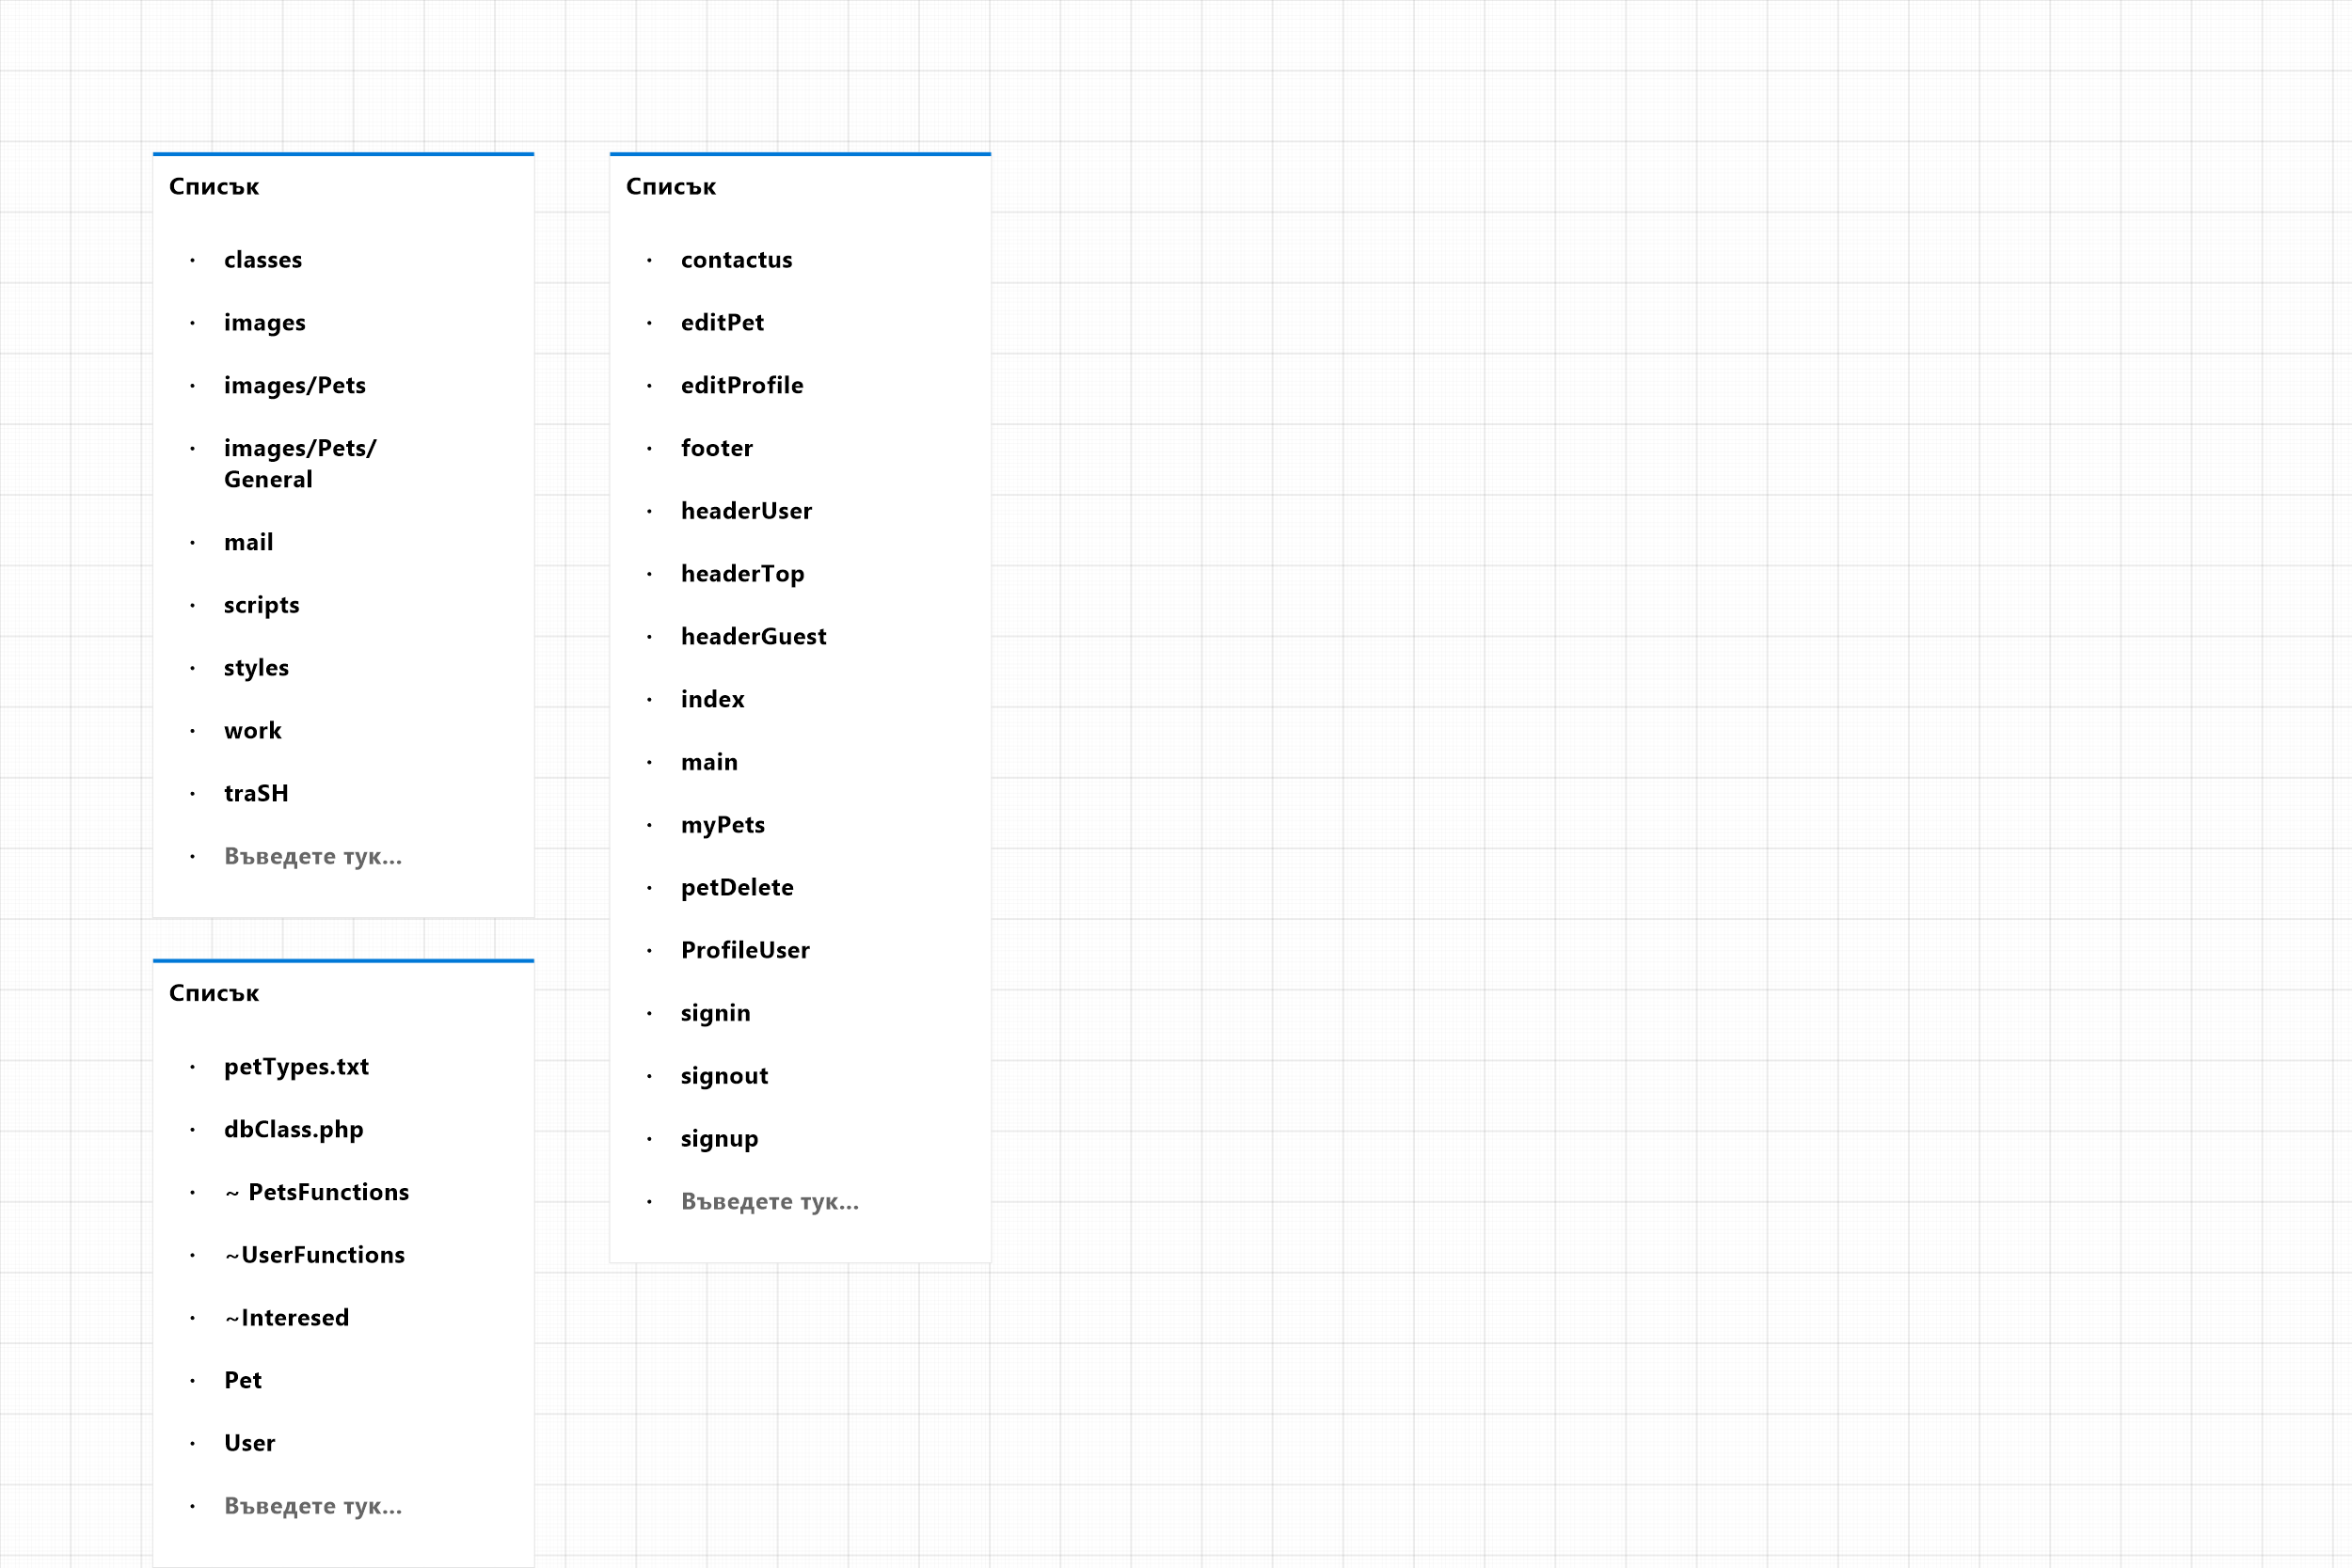 Списък
• classes
• images
• images/Pets
• images/Pets/
General
• mail
• scripts
• styles
• work
• traSH
• Въведете тук...
Списък
• petTypes.txt
• dbClass.php
• ~ PetsFunctions
• ~UserFunctions
• ~Interesed
• Pet
• User
• Въведете тук...
Списък
• contactus
• editPet
• editProfile
• footer
• headerUser
• headerTop
• headerGuest
• index
• main
• myPets
• petDelete
• ProfileUser
• signin
• signout
• signup
• Въведете тук...